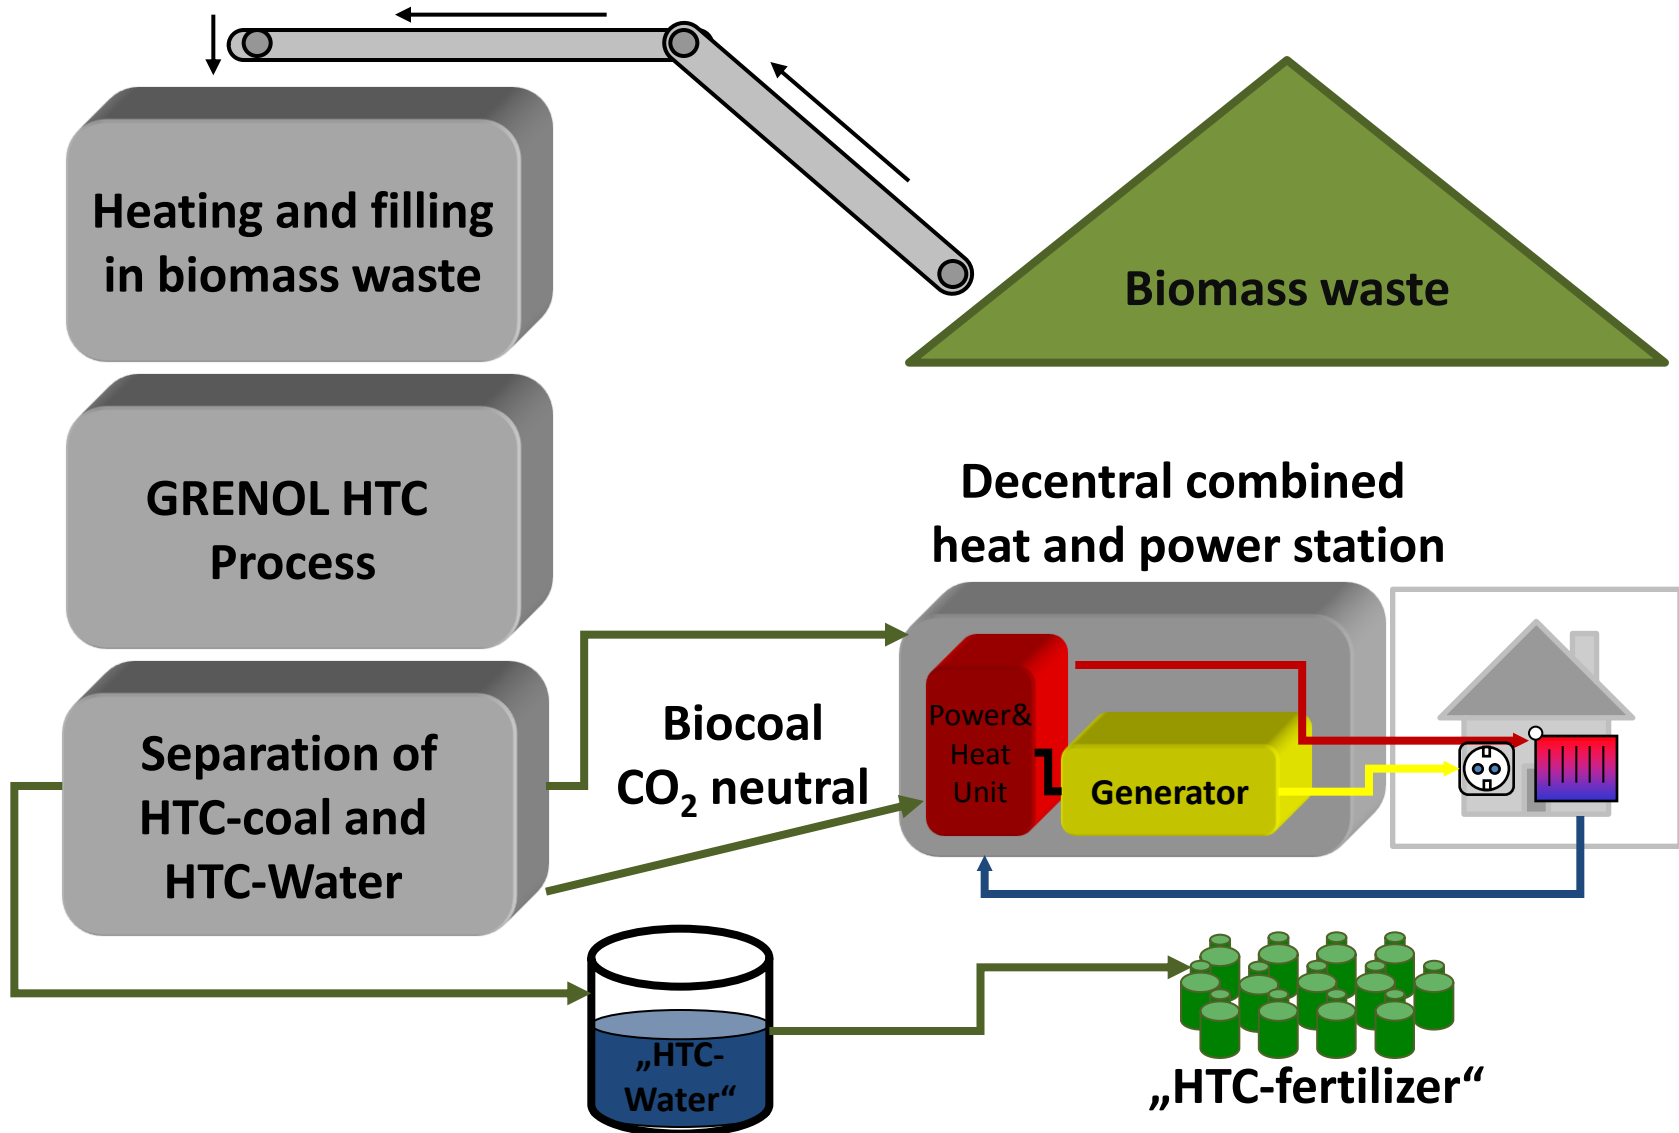 Heating and filling
in biomass waste
Biomass waste
GRENOL HTC
Process
Decentral combined
heat and power station
Separation of
HTC-coal and
HTC-Water
Biocoal
CO₂ neutral
Power&
Heat
Unit
Generator
„HTC-
Water“
„HTC-fertilizer“